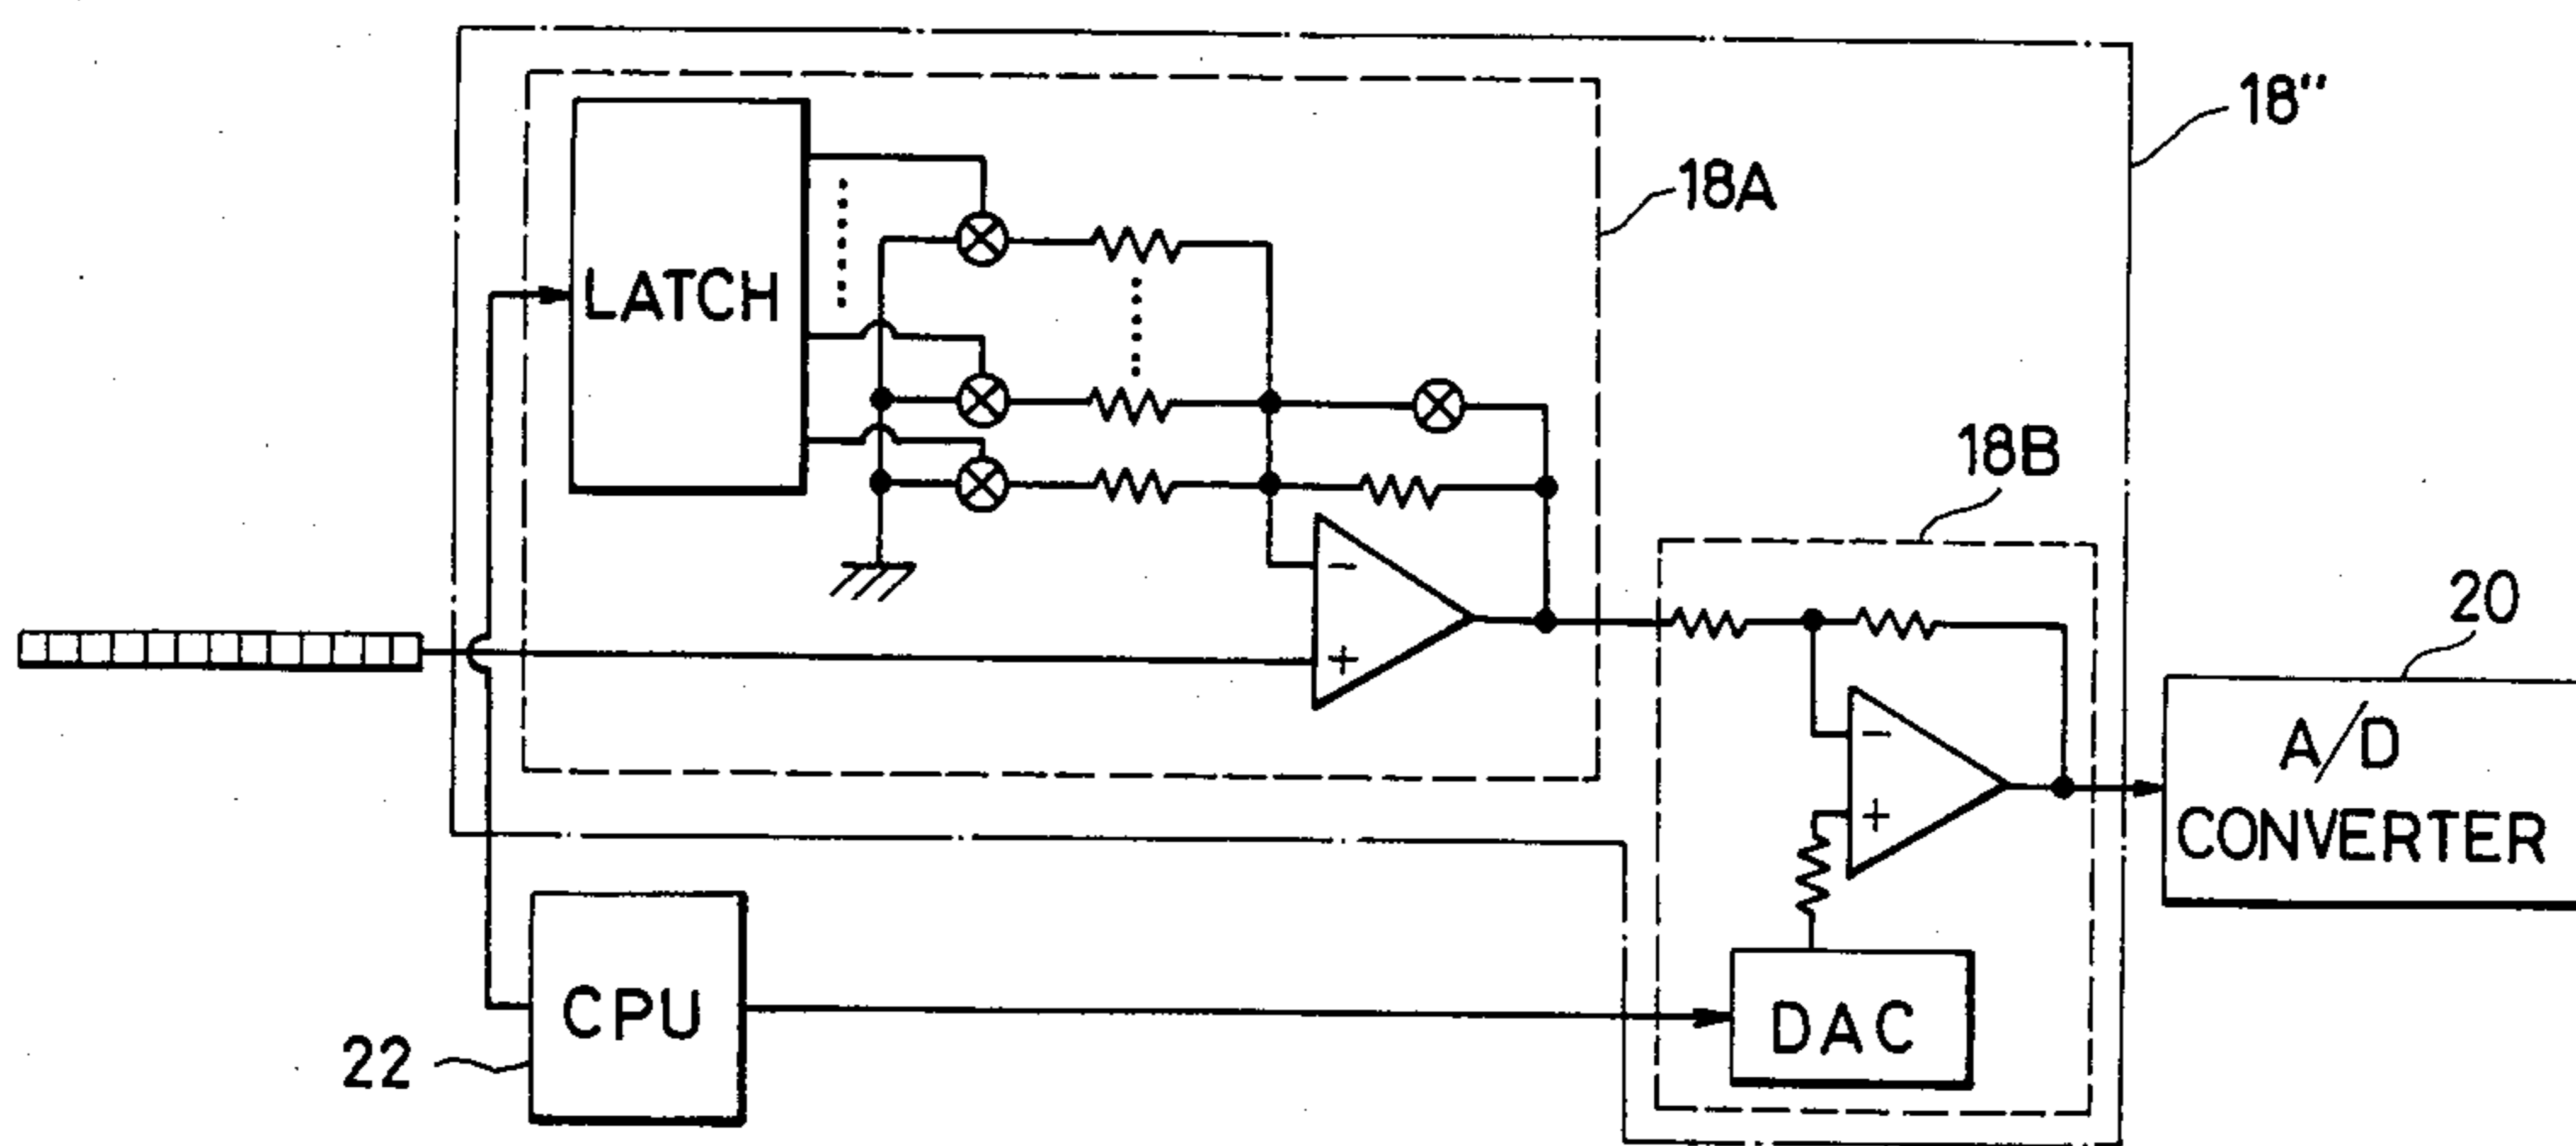 18"
18A
LATCH
18B
−
+
20
−
+
A/D
CONVERTER
CPU
22
DAC